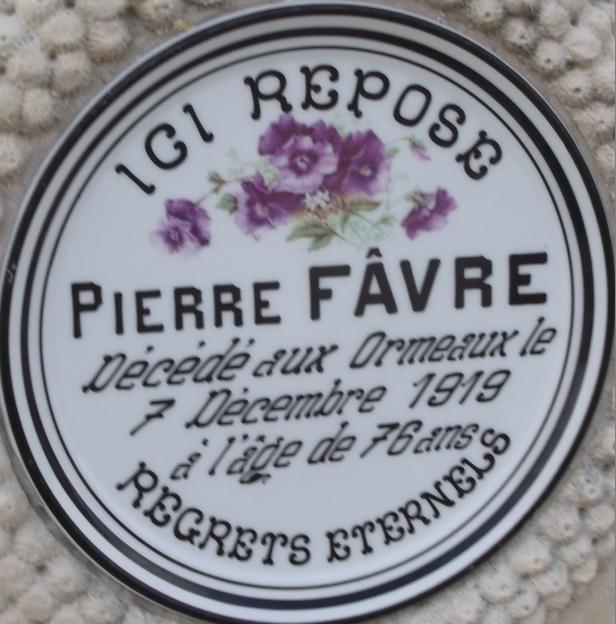 ICI REPOSE
PIERRE FÂVRE
Décédé aux Ormeaux le
7 Décembre 1919
à l'âge de 76 ans
REGRETS ETERNELS